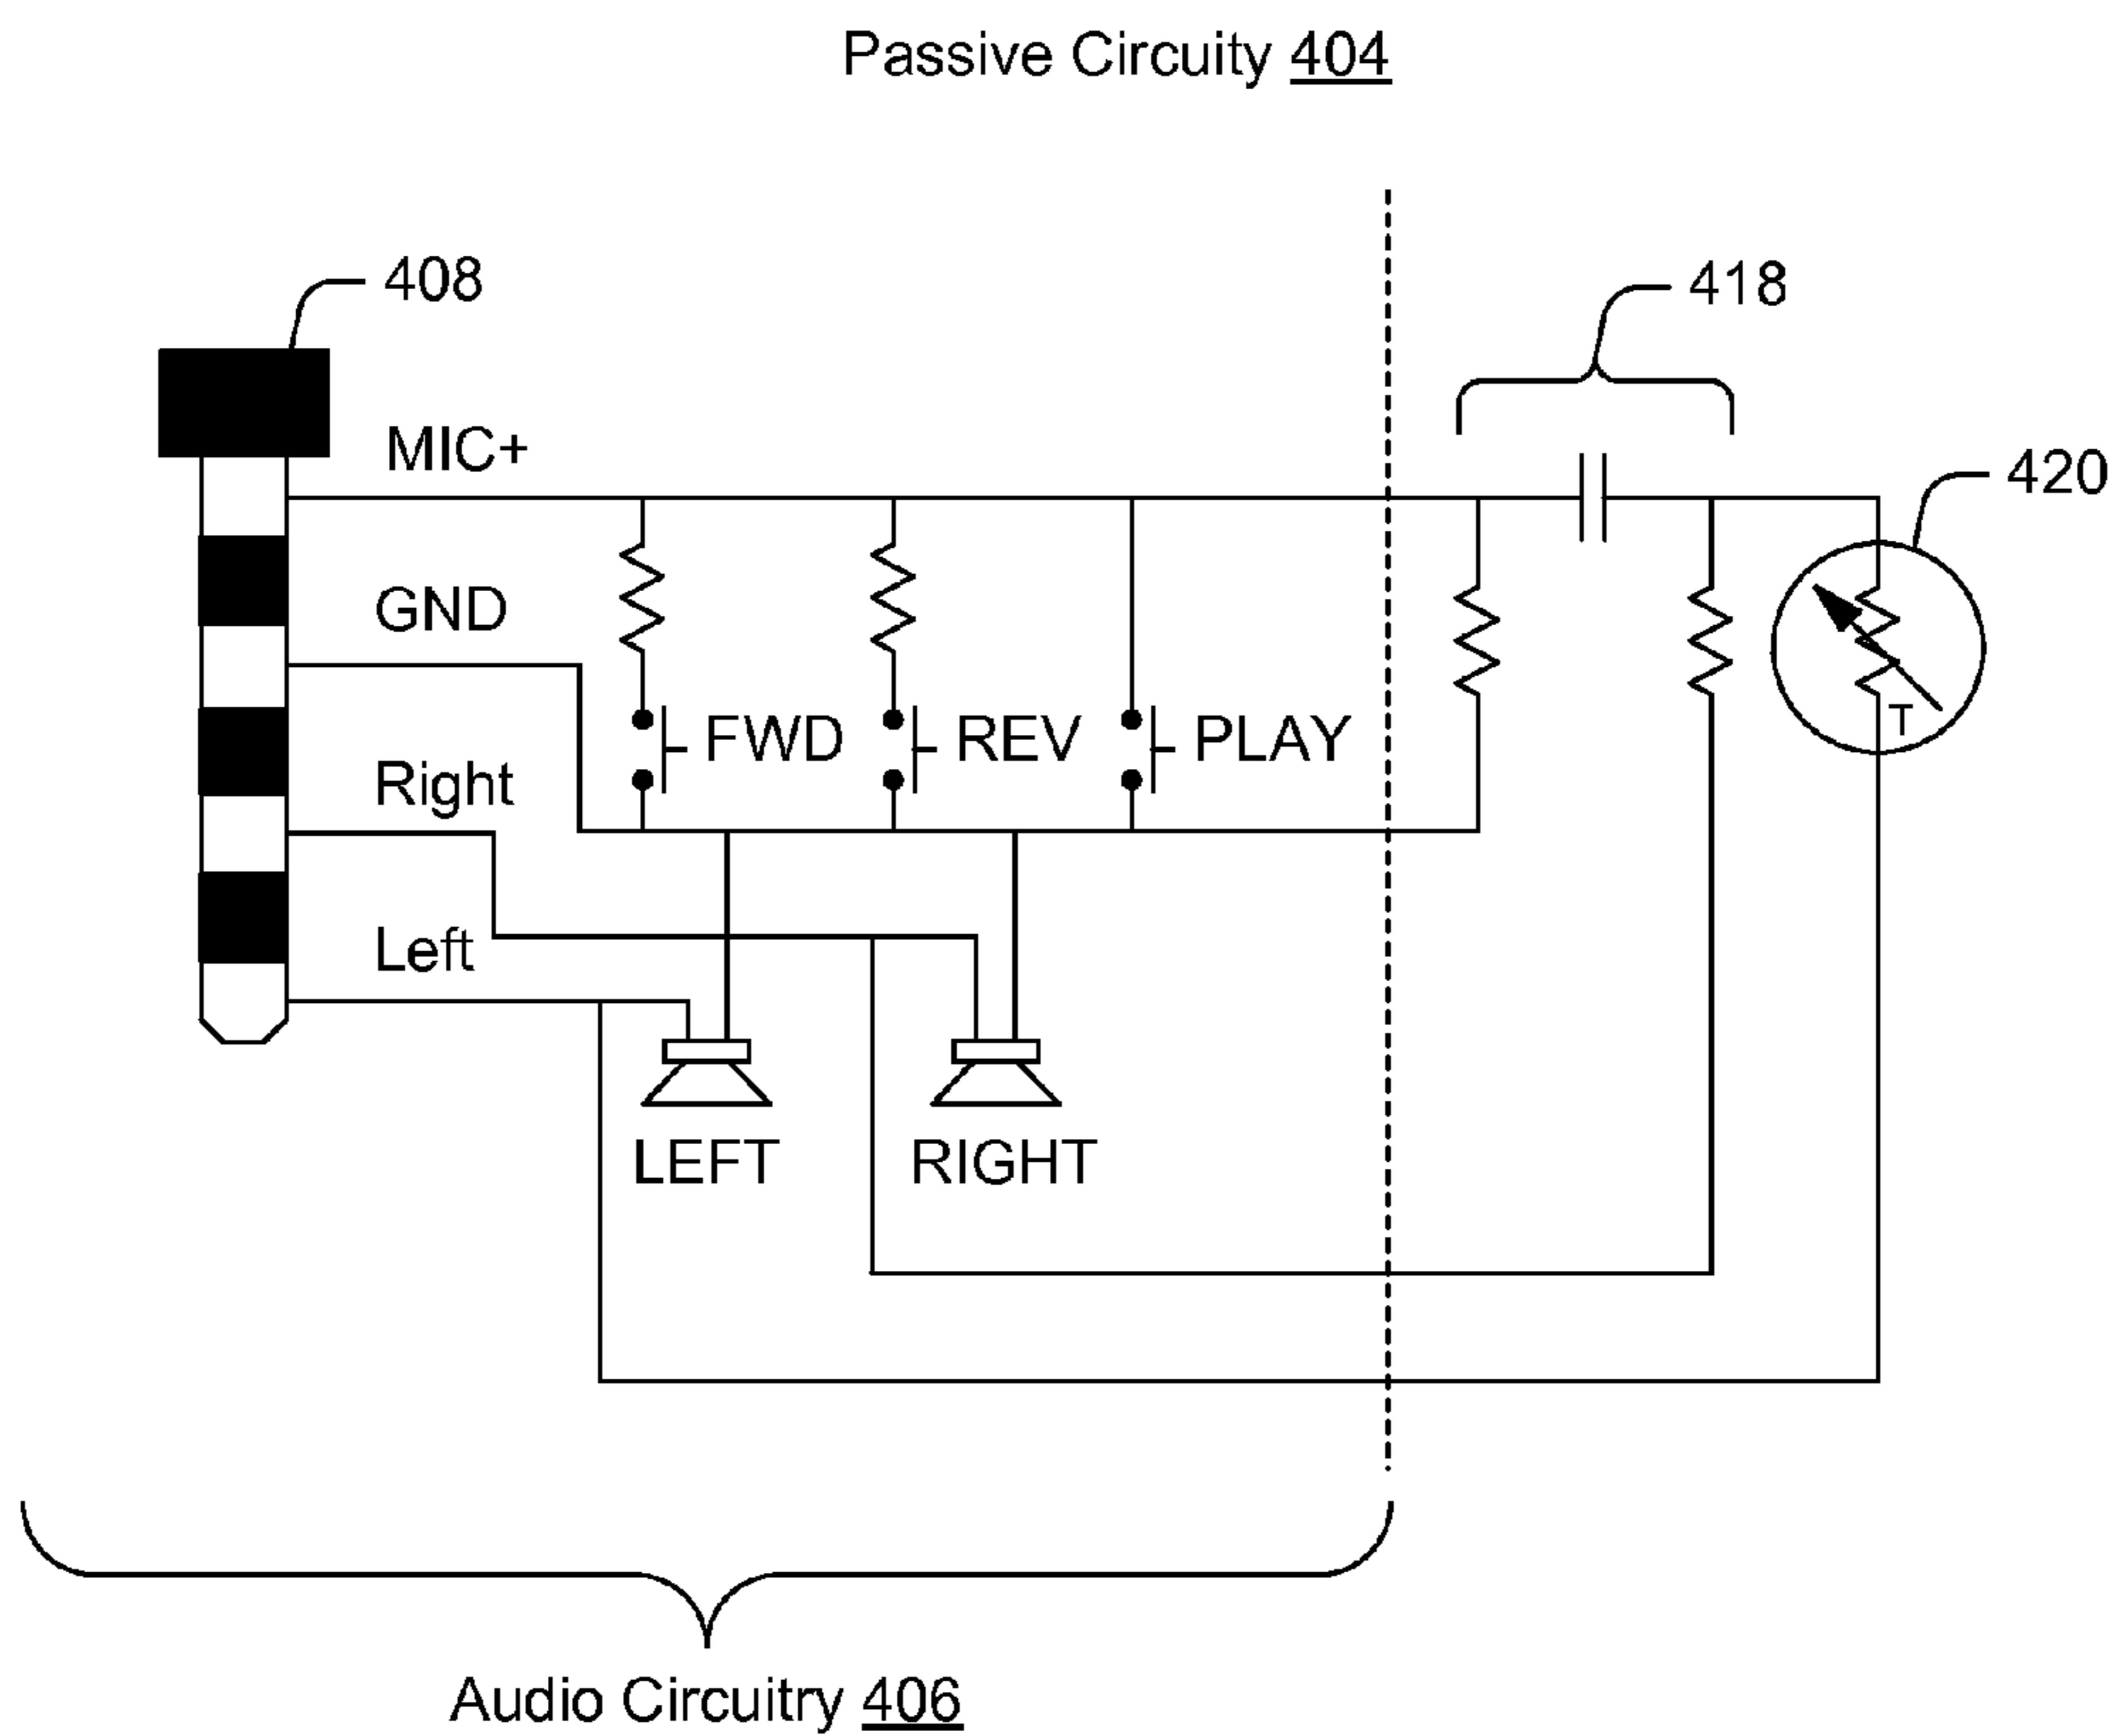 Passive Circuity 404
408
418
MIC+
420
GND
FWD
REV
PLAY
T
Right
Left
LEFT
RIGHT
Audio Circuitry 406